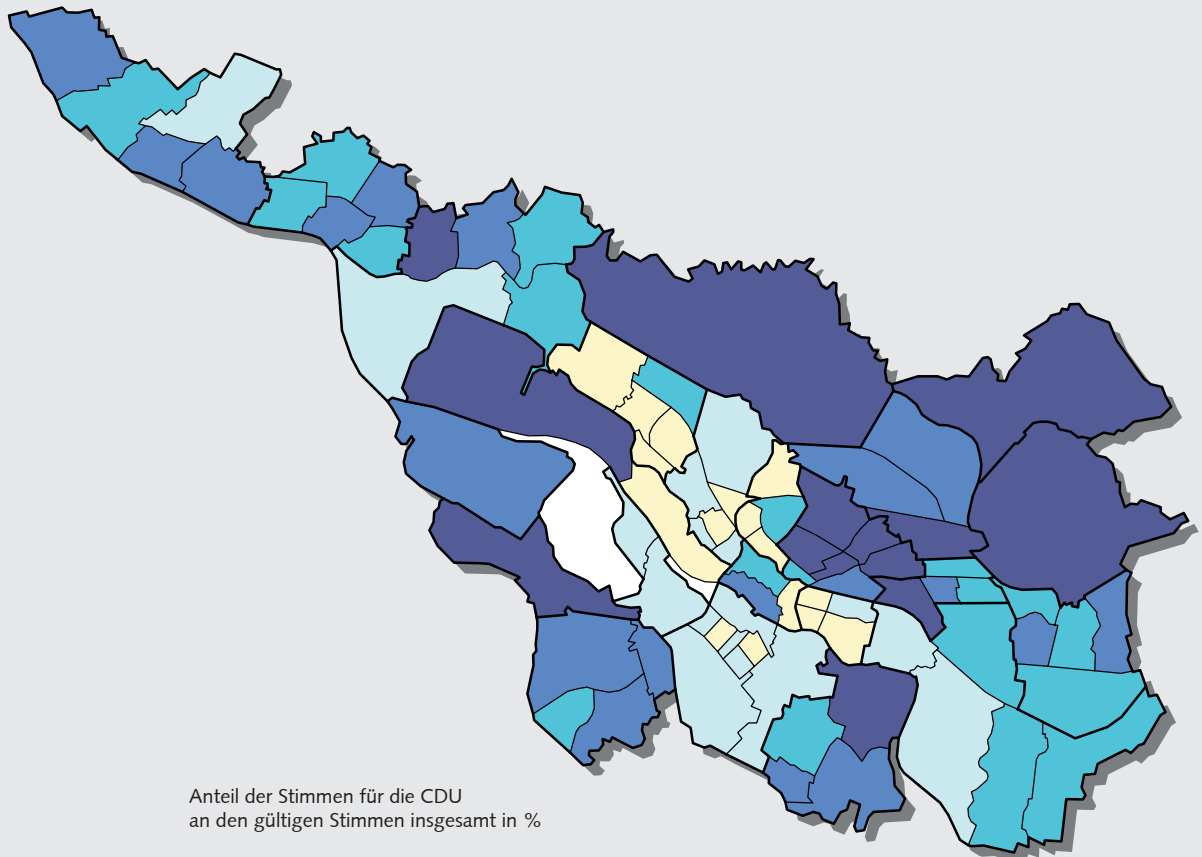 Anteil der Stimmen für die CDU
an den gültigen Stimmen insgesamt in %